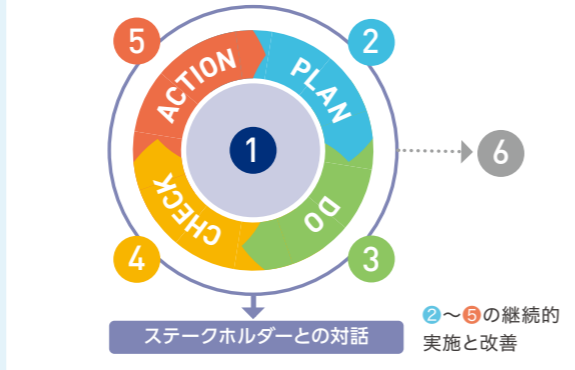 5
2
ACTION
PLAN
1
6
CHECK
DO
4
3
ステークホルダーとの対話
2～5の継続的
実施と改善